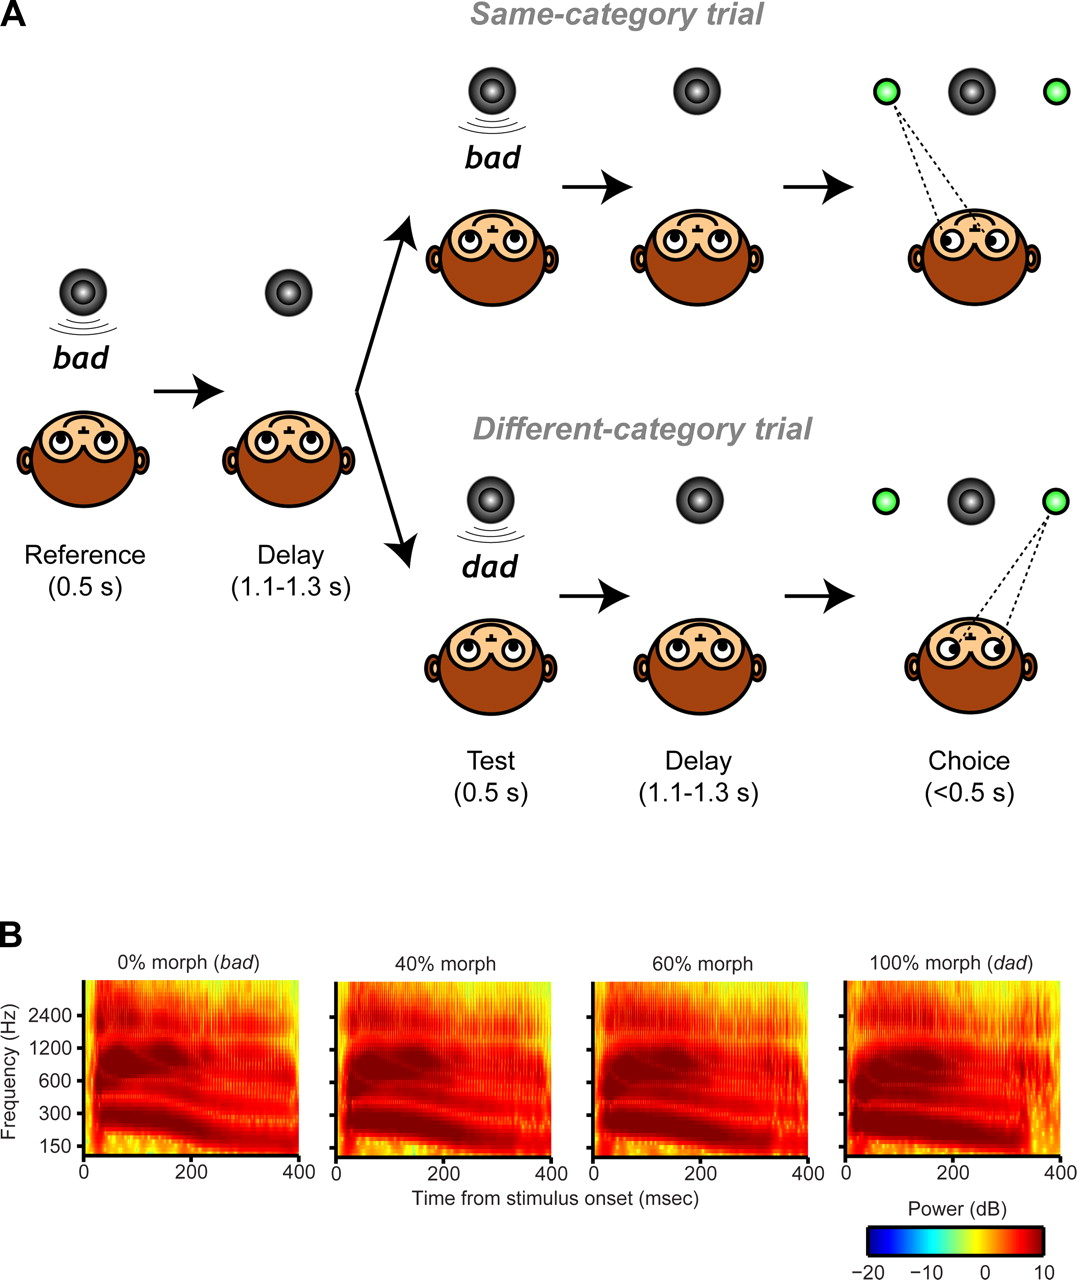 A
Same-category trial
bad
bad
Different-category trial
dad
Reference
(0.5 s)
Delay
(1.1-1.3 s)
Test
(0.5 s)
Delay
(1.1-1.3 s)
Choice
(<0.5 s)
B
0% morph (bad)
40% morph
60% morph
100% morph (dad)
Frequency (Hz)
2400
1200
600
300
150
0 200 400
0 200 400
0 200 400
0 200 400
Time from stimulus onset (msec)
Power (dB)
−20 −10 0 10